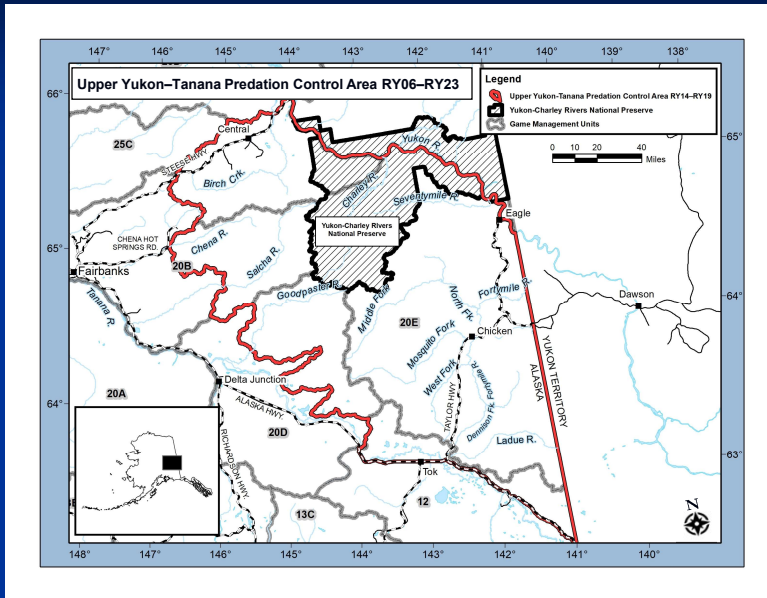 147° 146° 145° 144° 143° 142° 141° 140° 139° 138°
Upper Yukon–Tanana Predation Control Area RY06–RY23
Legend
Upper Yukon-Tanana Predation Control Area RY14–RY19
Yukon-Charley Rivers National Preserve
Game Management Units
0 10 20 40
Miles
66°
65°
25C
Central
STEESE HWY
Birch Crk.
Yukon R.
Charley R.
Seventymile R.
Eagle
Yukon-Charley Rivers
National Preserve
CHENA HOT
SPRINGS RD.
Chena R.
Salcha R.
65°
20B
Fairbanks
Tanana R.
Goodpaster R.
Middle Fork
North Fk.
Fortymile R.
Dawson
64°
20E
Mosquito Fork
Chicken
West Fork
Dennison Fk.
Fortymile R.
TAYLOR HWY
YUKON TERRITORY
ALASKA
Delta Junction
64°
20A
ALASKA HWY.
20D
RICHARDSON HWY.
Ladue R.
63°
Tok
12
13C
N
148° 147° 146° 145° 144° 143° 142° 141° 140°